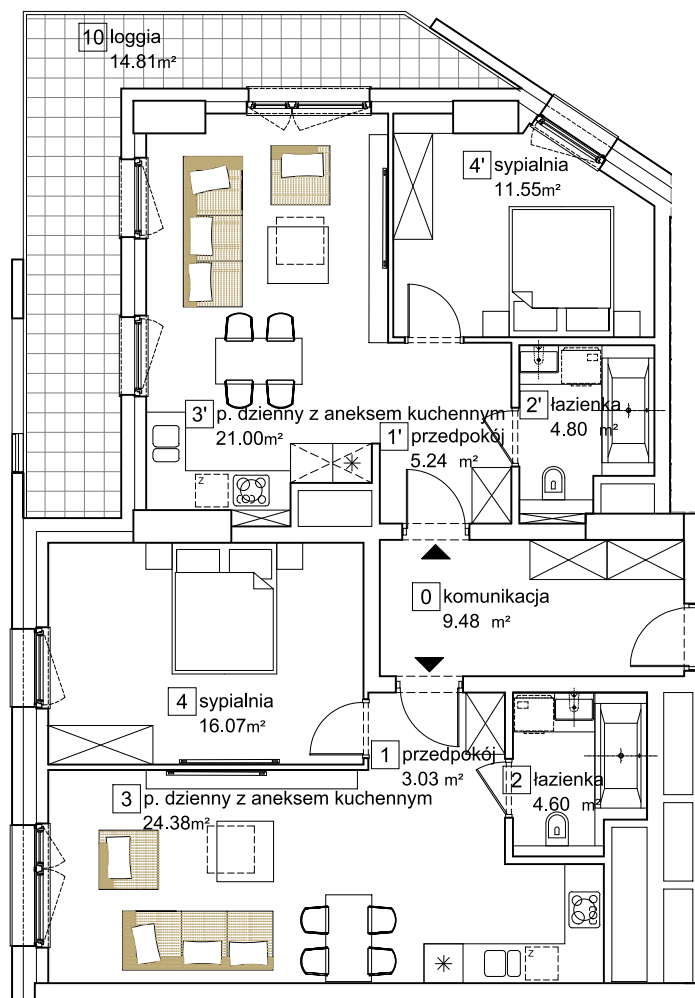 10 loggia
14.81m²
4' sypialnia
11.55m²
3' p. dzienny z aneksem kuchennym
21.00m²
2' łazienka
4.80 m²
1' przedpokój
5.24 m²
z
0 komunikacja
9.48 m²
4 sypialnia
16.07m²
1 przedpokój
3.03 m²
2 łazienka
4.60 m²
3 p. dzienny z aneksem kuchennym
24.38m²
z